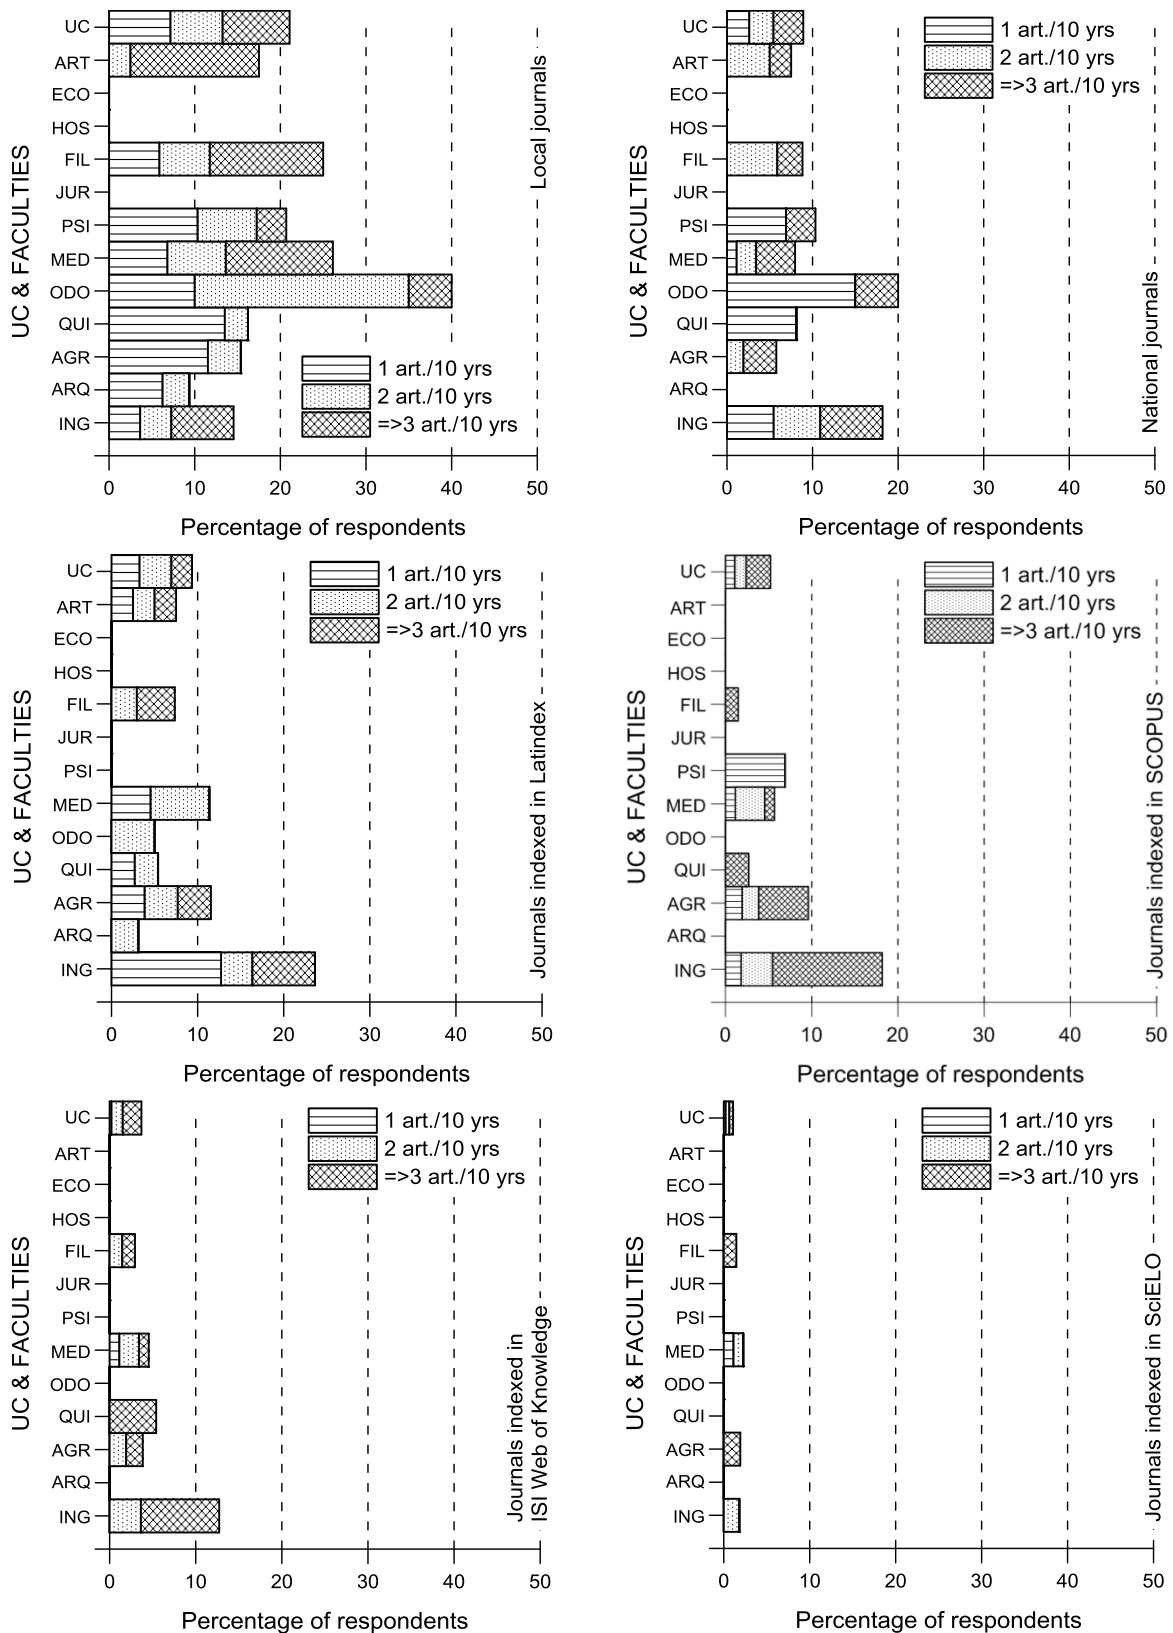 UC
ART
ECO
HOS
FIL
JUR
PSI
MED
ODO
QUI
AGR
ARQ
ING
UC & FACULTIES
1 art./10 yrs
2 art./10 yrs
=>3 art./10 yrs
Local journals
0 10 20 30 40 50
Percentage of respondents
UC
ART
ECO
HOS
FIL
JUR
PSI
MED
ODO
QUI
AGR
ARQ
ING
UC & FACULTIES
1 art./10 yrs
2 art./10 yrs
=>3 art./10 yrs
National journals
0 10 20 30 40 50
Percentage of respondents
UC
ART
ECO
HOS
FIL
JUR
PSI
MED
ODO
QUI
AGR
ARQ
ING
UC & FACULTIES
1 art./10 yrs
2 art./10 yrs
=>3 art./10 yrs
Journals indexed in Latindex
0 10 20 30 40 50
Percentage of respondents
UC
ART
ECO
HOS
FIL
JUR
PSI
MED
ODO
QUI
AGR
ARQ
ING
UC & FACULTIES
1 art./10 yrs
2 art./10 yrs
=>3 art./10 yrs
Journals indexed in SCOPUS
0 10 20 30 40 50
Percentage of respondents
UC
ART
ECO
HOS
FIL
JUR
PSI
MED
ODO
QUI
AGR
ARQ
ING
UC & FACULTIES
1 art./10 yrs
2 art./10 yrs
=>3 art./10 yrs
Journals indexed in
ISI Web of Knowledge
0 10 20 30 40 50
Percentage of respondents
UC
ART
ECO
HOS
FIL
JUR
PSI
MED
ODO
QUI
AGR
ARQ
ING
UC & FACULTIES
1 art./10 yrs
2 art./10 yrs
=>3 art./10 yrs
Journals indexed in SciELO
0 10 20 30 40 50
Percentage of respondents